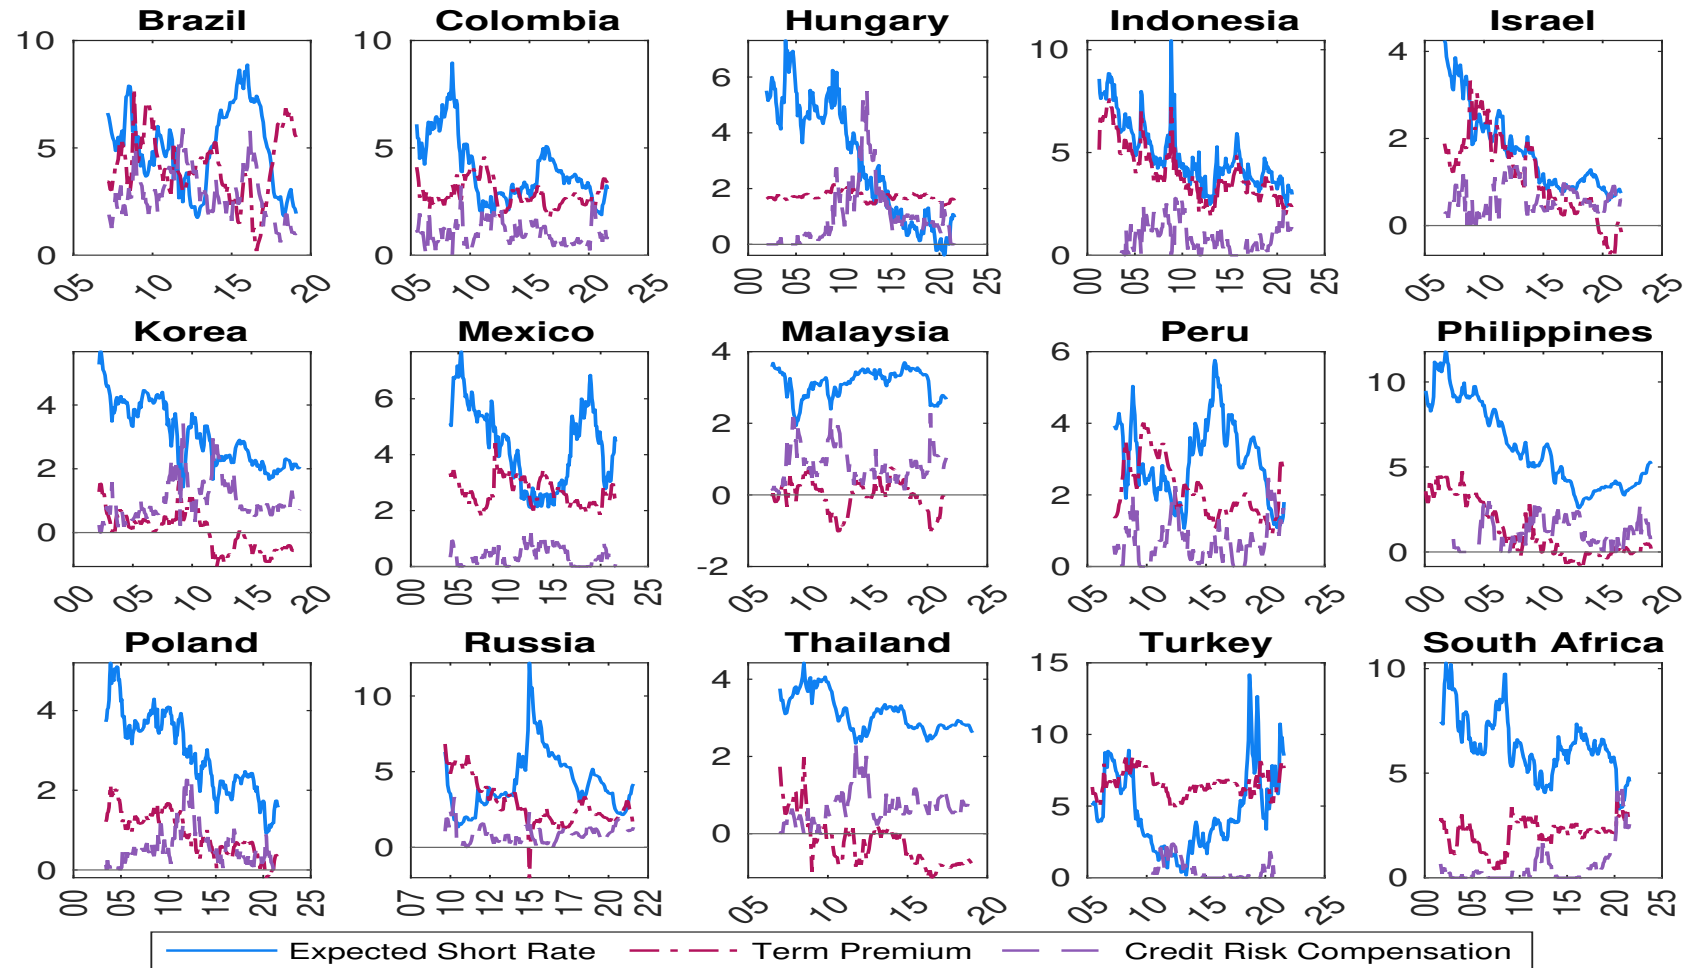 Brazil Colombia Hungary Indonesia Israel
10 5 0 05 10 15 20
10 5 0 05 10 15 20 25
6 4 2 0 00 05 10 15 20 25
10 5 0 00 05 10 15 20 25
4 2 0 05 10 15 20 25
Korea Mexico Malaysia Peru Philippines
4 2 0 00 05 10 15 20
6 4 2 0 00 05 10 15 20 25
4 2 0 -2 05 10 15 20 25
6 4 2 0 05 10 15 20 25
10 5 0 00 05 10 15 20
Poland Russia Thailand Turkey South Africa
4 2 0 00 05 10 15 20 25
10 5 0 07 10 12 15 17 20 22
4 2 0 05 10 15 20
15 10 5 0 05 10 15 20 25
10 5 0 00 05 10 15 20 25
Expected Short Rate Term Premium Credit Risk Compensation